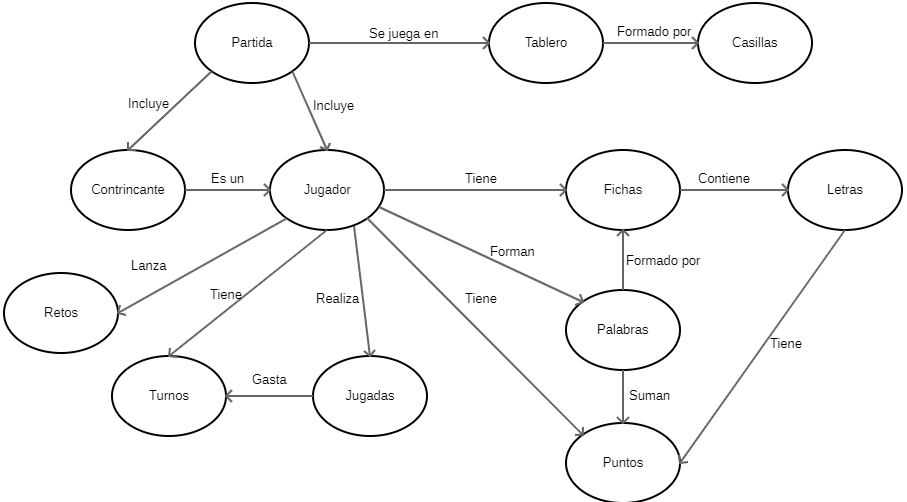 Partida
Se juega en
Tablero
Formado por
Casillas
Incluye
Incluye
Contrincante
Es un
Jugador
Tiene
Fichas
Contiene
Letras
Lanza
Tiene
Realiza
Tiene
Forman
Formado por
Retos
Palabras
Tiene
Turnos
Gasta
Jugadas
Suman
Puntos